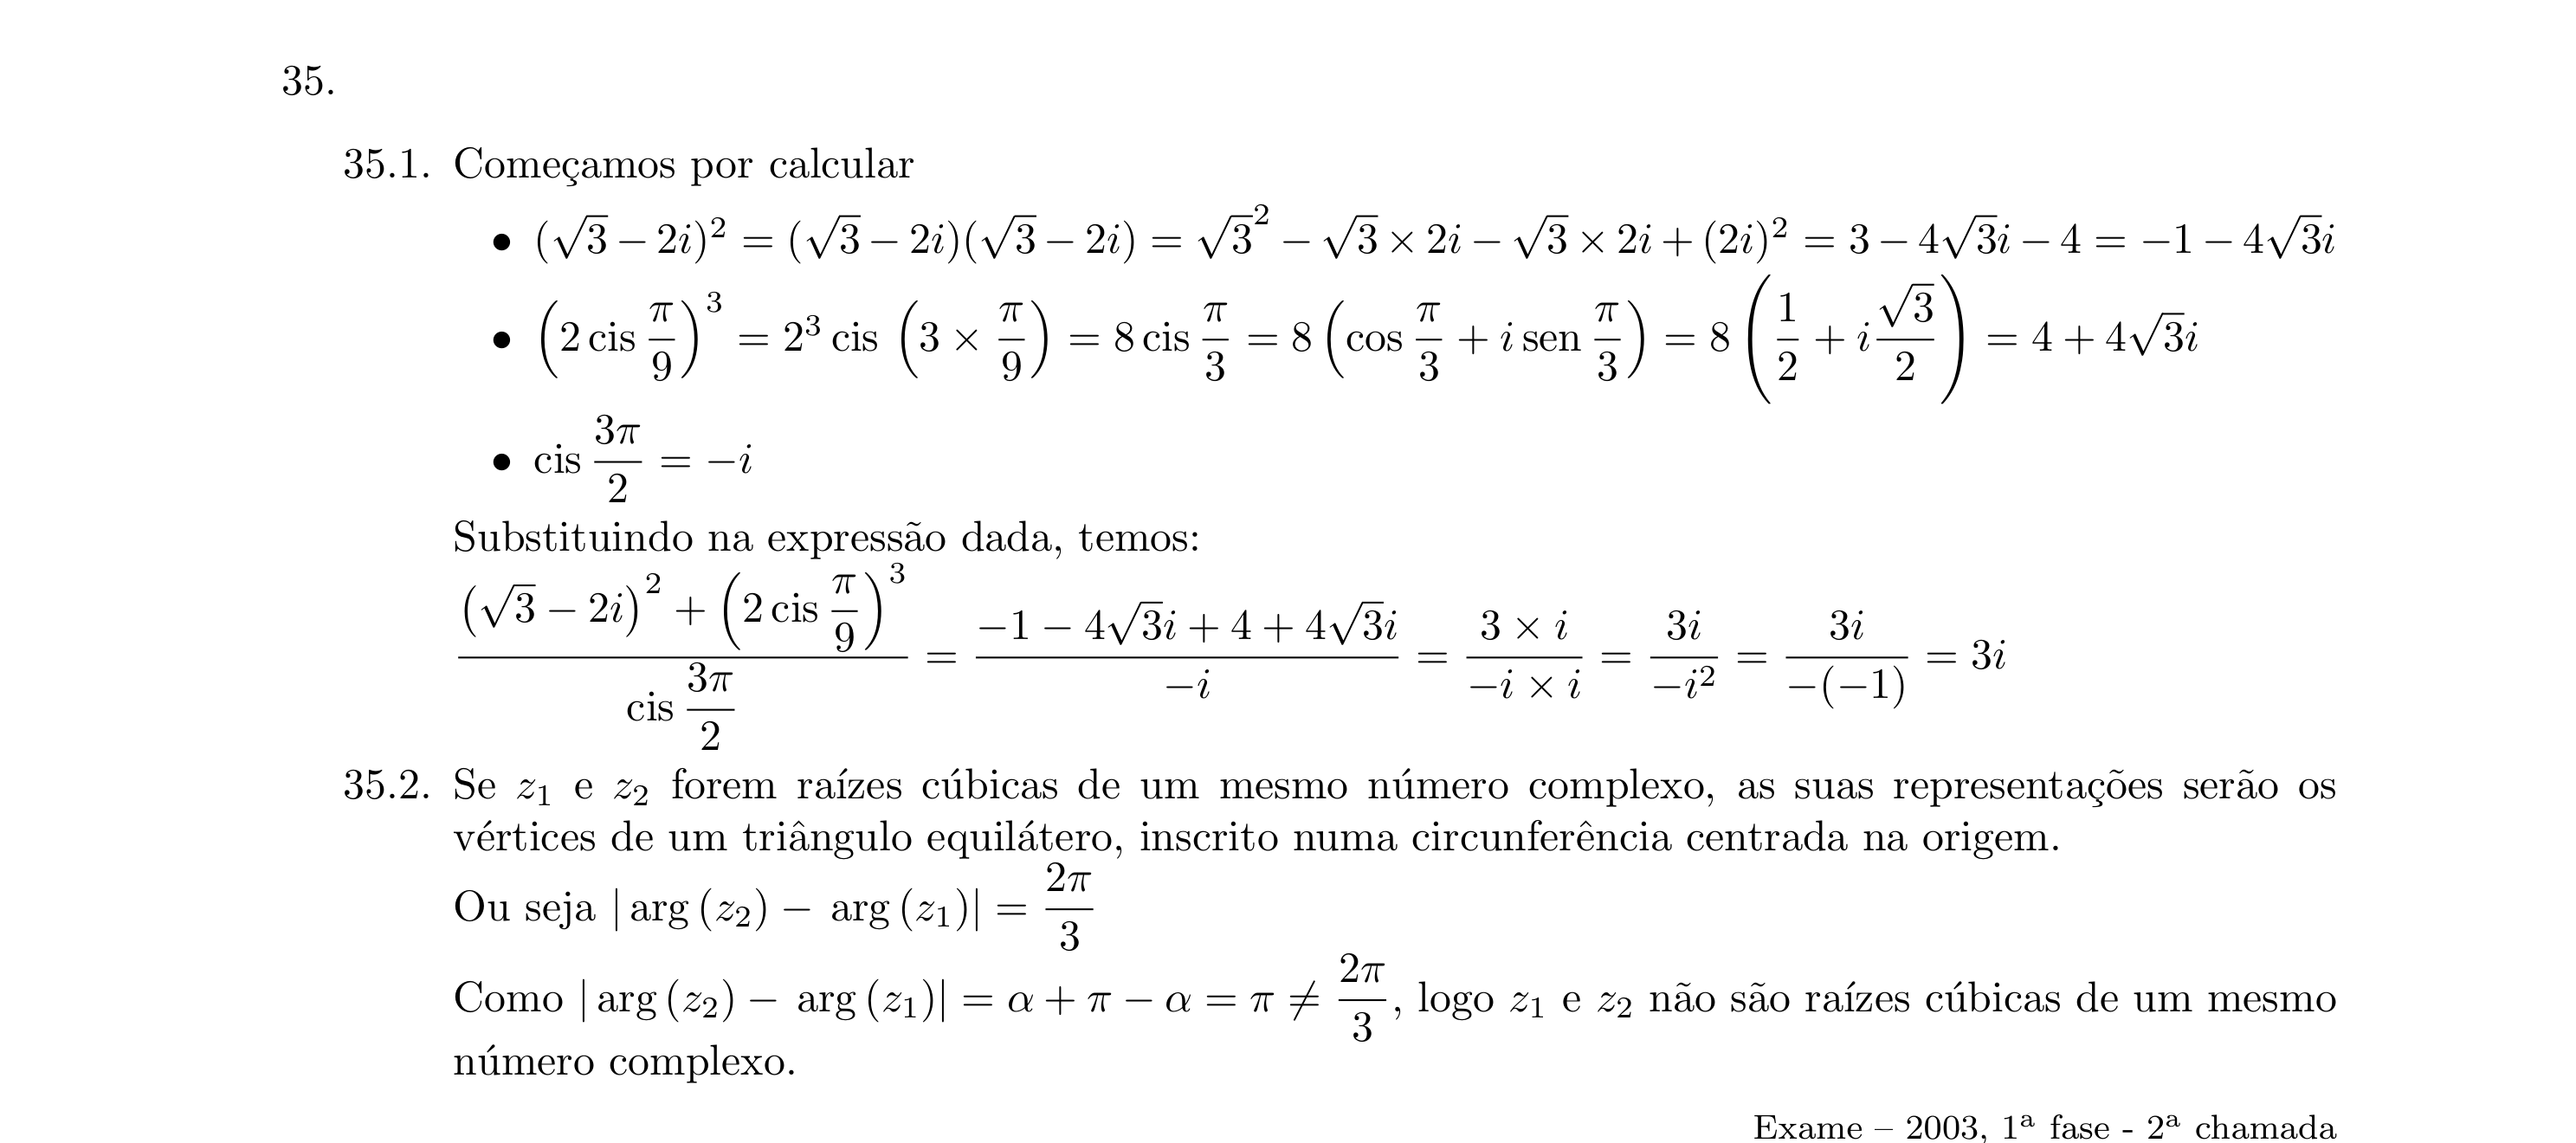 35.
35.1. Começamos por calcular
• (√3 − 2i)² = (√3 − 2i)(√3 − 2i) = √3² − √3 × 2i − √3 × 2i + (2i)² = 3 − 4√3i − 4 = −1 − 4√3i
• (2 cis π/9)³ = 2³ cis (3 × π/9) = 8 cis π/3 = 8 (cos π/3 + i sen π/3) = 8 (1/2 + i √3/2) = 4 + 4√3i
• cis 3π/2 = −i
Substituindo na expressão dada, temos:
((√3 − 2i)² + (2 cis π/9)³)/(cis 3π/2) = (−1 − 4√3i + 4 + 4√3i)/(−i) = (3 × i)/(−i × i) = 3i/(−i²) = 3i/(−(−1)) = 3i
35.2. Se z₁ e z₂ forem raízes cúbicas de um mesmo número complexo, as suas representações serão os
vértices de um triângulo equilátero, inscrito numa circunferência centrada na origem.
Ou seja | arg (z₂) − arg (z₁)| = 2π/3
Como | arg (z₂) − arg (z₁)| = α + π − α = π ≠ 2π/3, logo z₁ e z₂ não são raízes cúbicas de um mesmo
número complexo.
Exame – 2003, 1ª fase - 2ª chamada